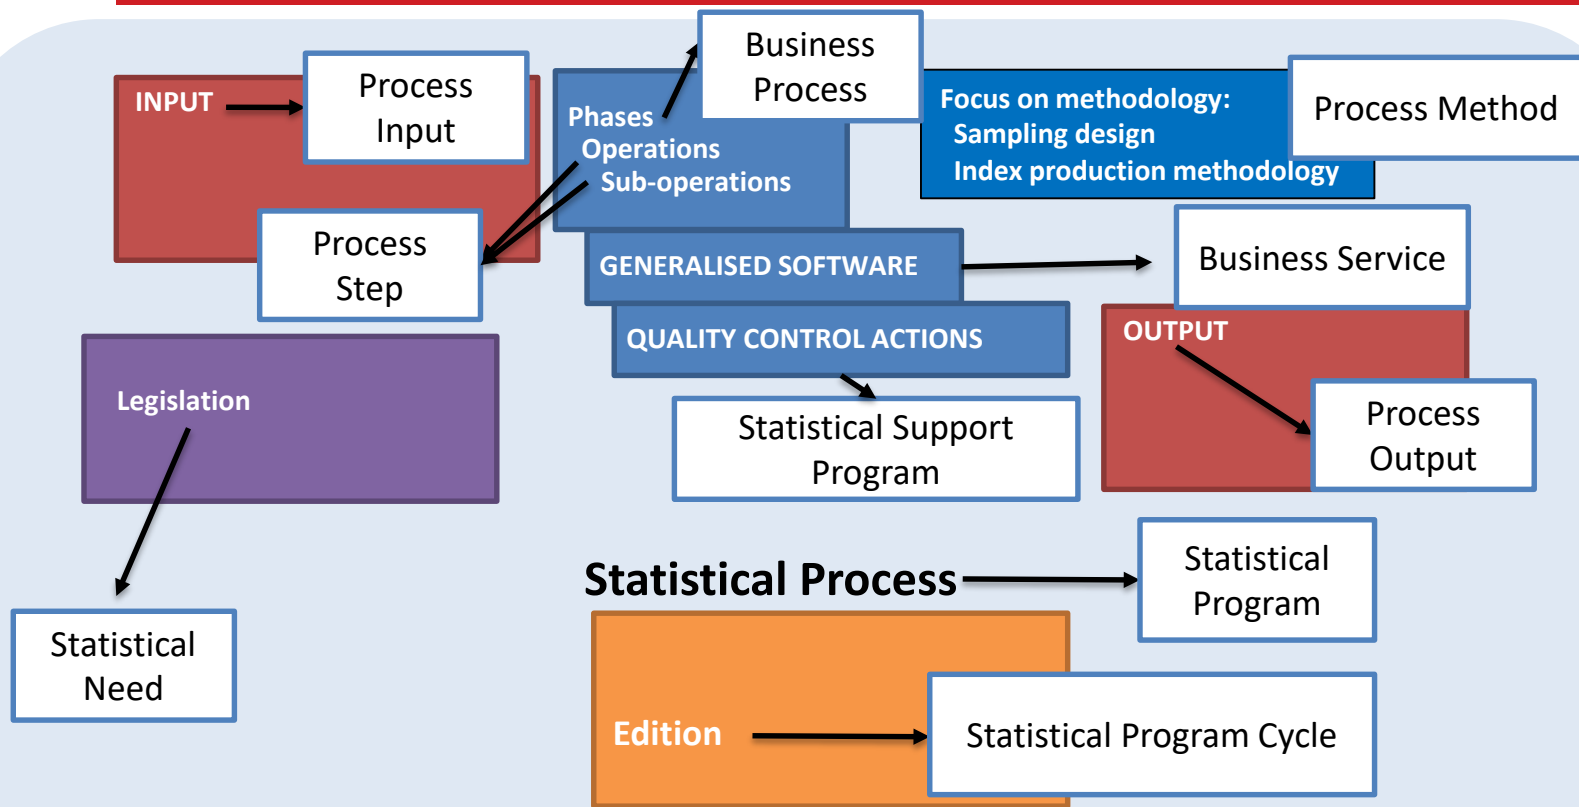 Business
Process
INPUT
Process
Input
Phases
Operations
Sub-operations
Focus on methodology:
Sampling design
Index production methodology
Process Method
Process
Step
GENERALISED SOFTWARE
Business Service
QUALITY CONTROL ACTIONS
OUTPUT
Legislation
Statistical Support
Program
Process
Output
Statistical Process
Statistical
Program
Statistical
Need
Edition
Statistical Program Cycle